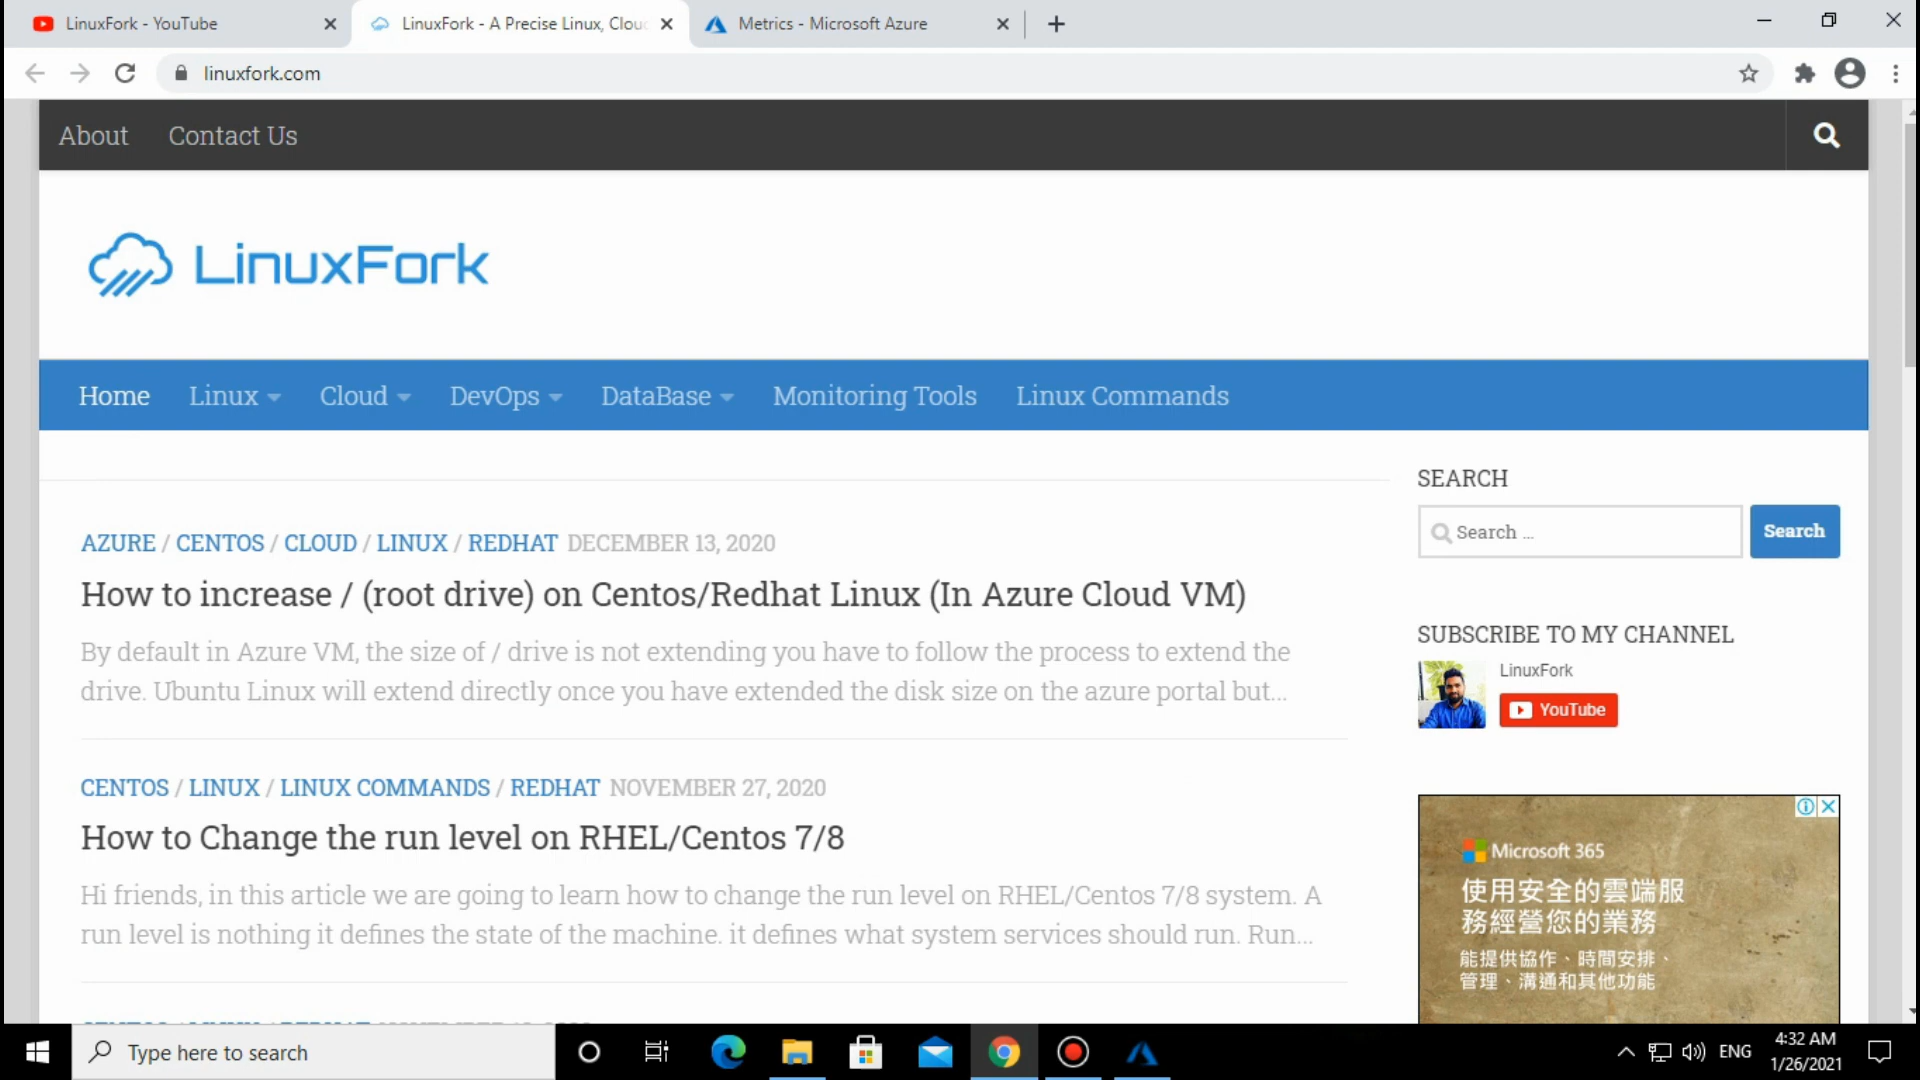 LinuxFork - YouTube
LinuxFork - A Precise Linux, Clou
Metrics - Microsoft Azure
linuxfork.com
About Contact Us
LinuxFork
Home Linux Cloud DevOps DataBase Monitoring Tools Linux Commands
AZURE / CENTOS / CLOUD / LINUX / REDHAT DECEMBER 13, 2020
How to increase / (root drive) on Centos/Redhat Linux (In Azure Cloud VM)
By default in Azure VM, the size of / drive is not extending you have to follow the process to extend the
drive. Ubuntu Linux will extend directly once you have extended the disk size on the azure portal but...
CENTOS / LINUX / LINUX COMMANDS / REDHAT NOVEMBER 27, 2020
How to Change the run level on RHEL/Centos 7/8
Hi friends, in this article we are going to learn how to change the run level on RHEL/Centos 7/8 system. A
run level is nothing it defines the state of the machine. it defines what system services should run. Run...
SEARCH
Search ...
Search
SUBSCRIBE TO MY CHANNEL
LinuxFork
YouTube
Microsoft 365
使用安全的雲端服
務經營您的業務
能提供協作、時間安排、
管理、溝通和其他功能
Type here to search
ENG
4:32 AM
1/26/2021